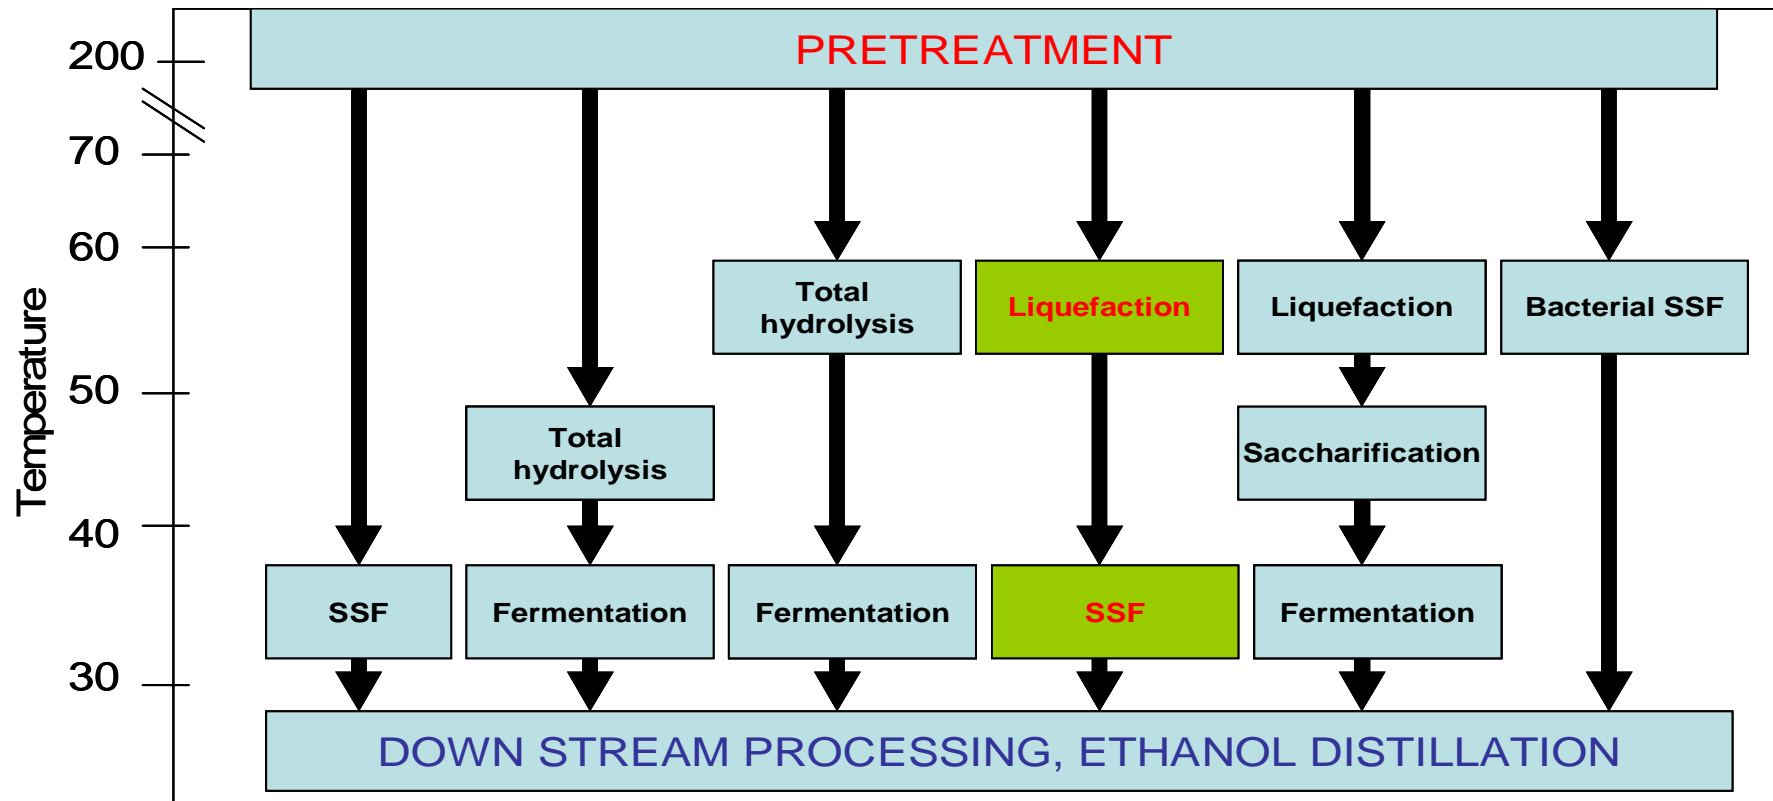 PRETREATMENT
200
70
60
50
40
30
Temperature
Total
hydrolysis
Liquefaction
Liquefaction
Bacterial SSF
Total
hydrolysis
Saccharification
SSF
Fermentation
Fermentation
SSF
Fermentation
DOWN STREAM PROCESSING, ETHANOL DISTILLATION